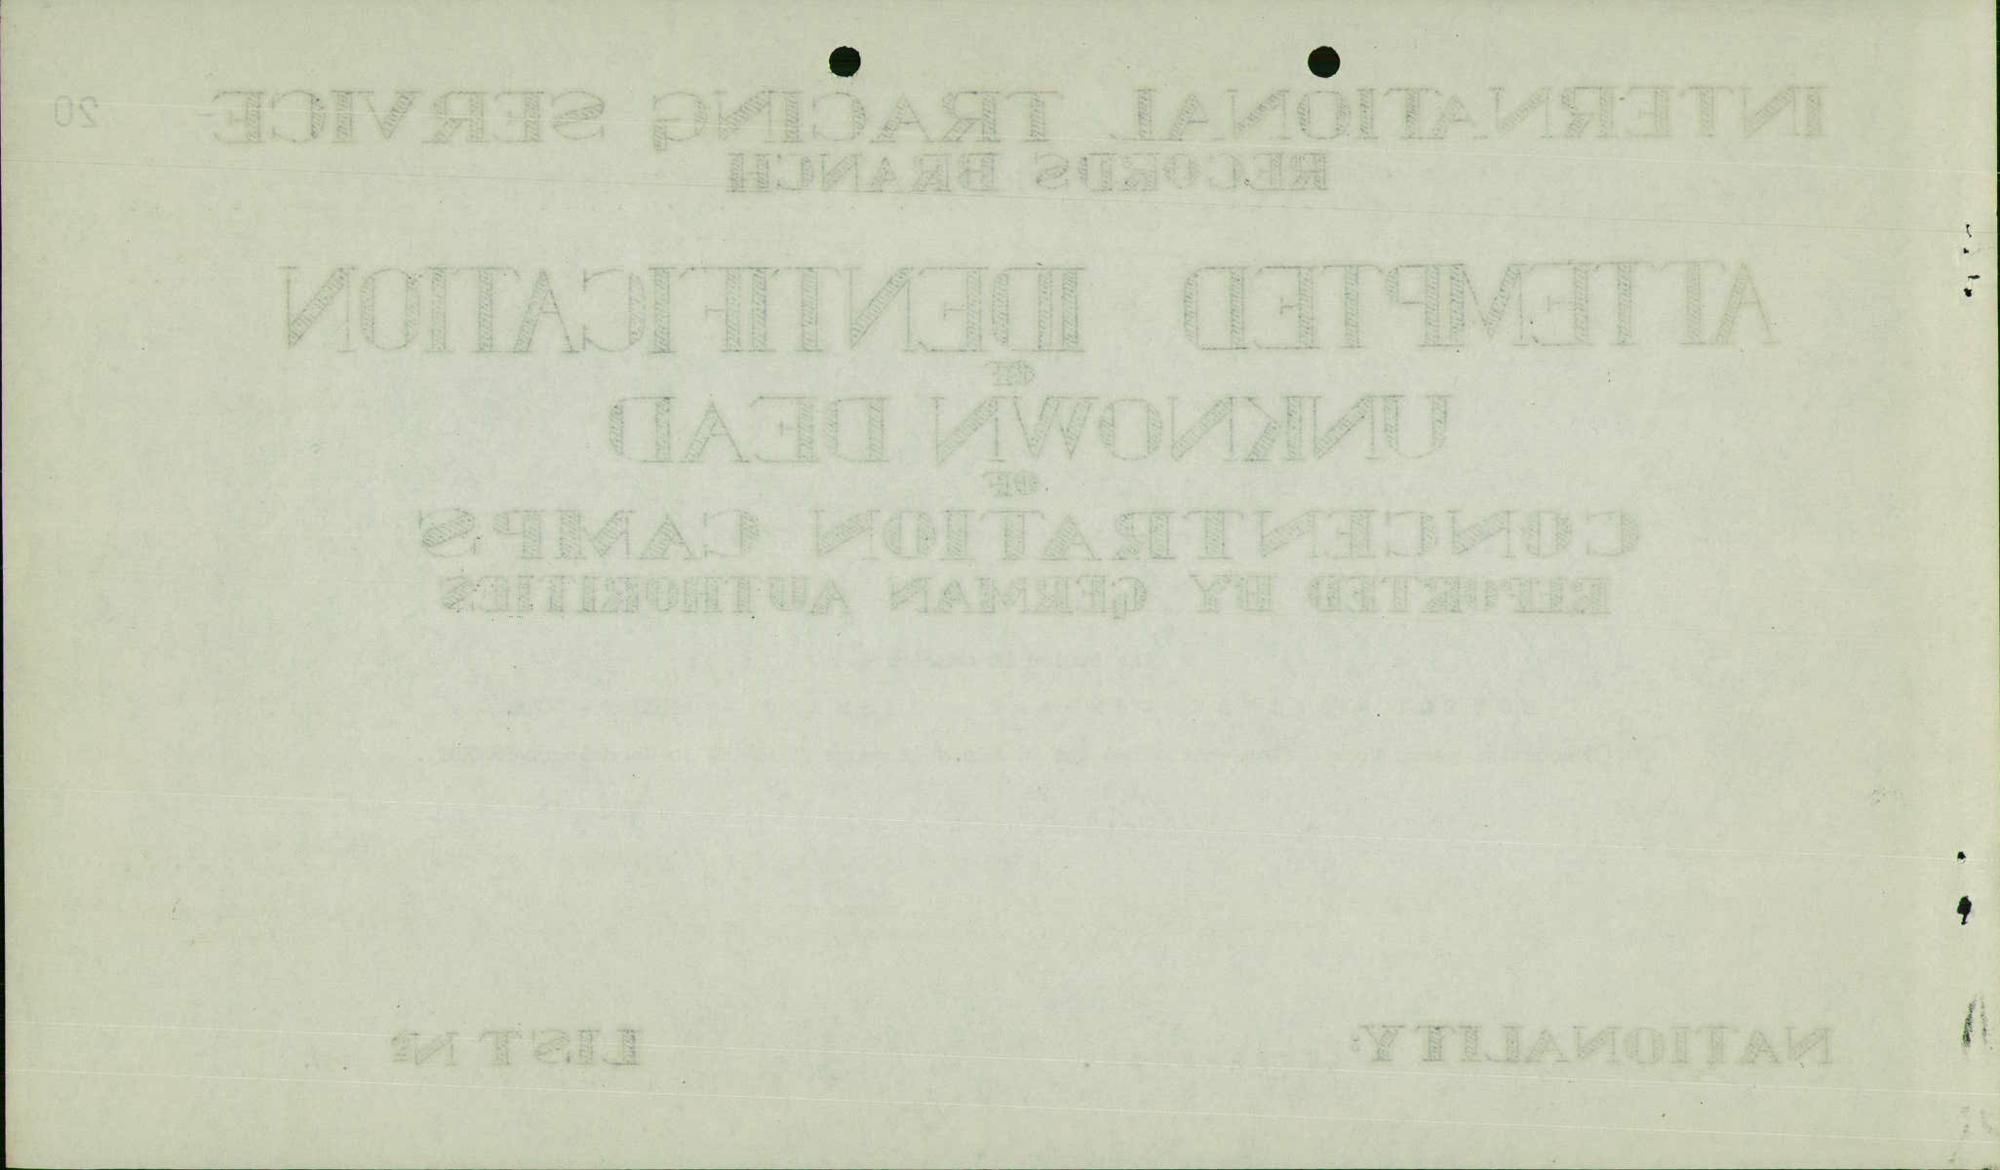 INTERNATIONAL TRACING SERVICE
20
RECORDS BRANCH
ATTEMPTED IDENTIFICATION
OF
UNKNOWN DEAD
OF
CONCENTRATION CAMPS
REPORTED BY GERMAN AUTHORITIES
NATIONALITY:
LIST Nº